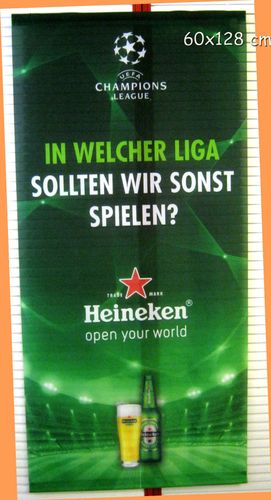 60x128 cm
UEFA
CHAMPIONS
LEAGUE
IN WELCHER LIGA
SOLLTEN WIR SONST
SPIELEN?
TRADE MARK
Heineken®
open your world